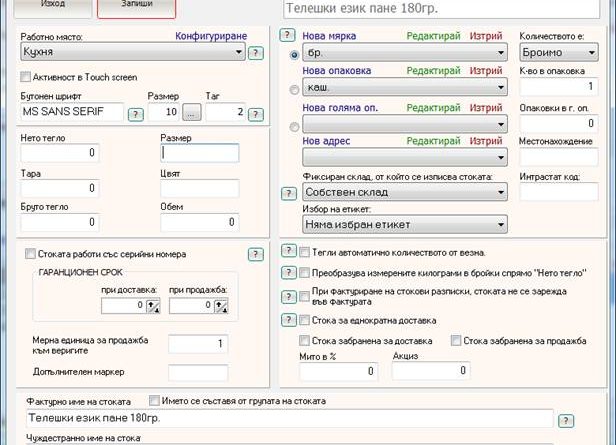 Изход
Запиши
Телешки език пане 180гр.
Работно място:
Конфигуриране
Кухня
?
Активност в Touch screen
Бутонен шрифт
Размер
Таг
MS SANS SERIF
?
10
...
2
?
Нето тегло
Размер
0
Тара
Цвят
0
Бруто тегло
Обем
0
0
?
Нова мярка
Редактирай
Изтрий
Количеството е:
бр.
Броимо
Нова опаковка
Редактирай
Изтрий
К-во в опаковка
каш.
1
Нова голяма оп.
Редактирай
Изтрий
Опаковки в г. оп.
0
Нов адрес
Редактирай
Изтрий
Местонахождение
Фиксиран склад, от който се изписва стоката:
Интрастат код:
?
Собствен склад
Избор на етикет:
Няма избран етикет
Стоката работи със серийни номера
?
ГАРАНЦИОНЕН СРОК
при доставка:
при продажба:
0
0
Мерна единица за продажба
към веригите
1
Допълнителен маркер
?
Тегли автоматично количеството от везна.
?
Преобразува измерените килограми в бройки спрямо "Нето тегло"
?
При фактуриране на стокови разписки, стоката не се зарежда
във фактурата
?
Стока за еднократна доставка
Стока забранена за доставка
Стока забранена за продажба
Мито в %
Акциз
0
0
Фактурно име на стоката
Името се съставя от групата на стоката
Телешки език пане 180гр.
?
Чуждестранно име на стока